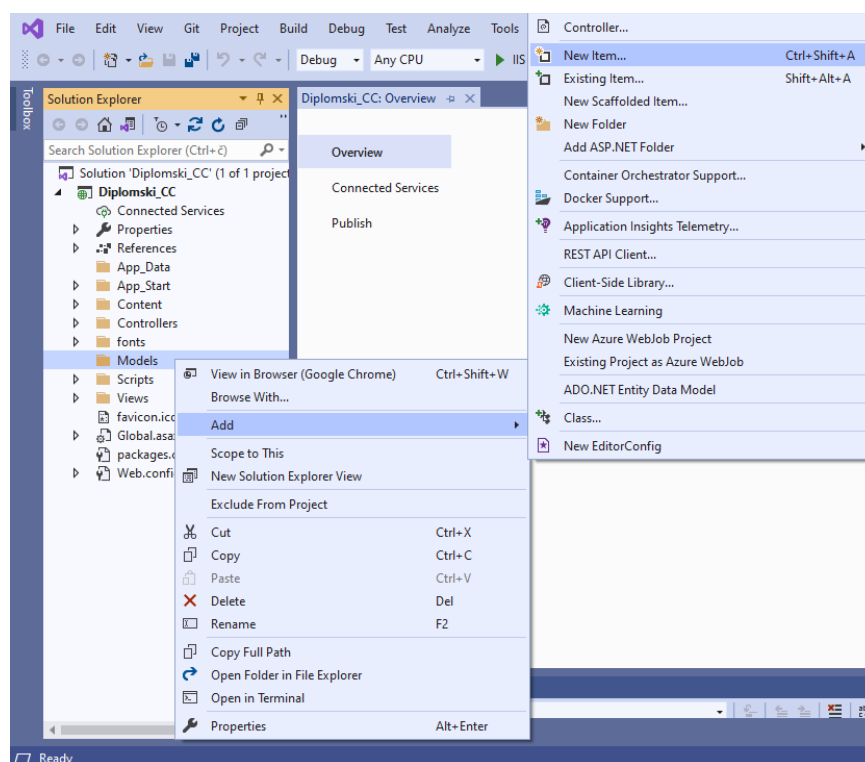 File Edit View Git Project Build Debug Test Analyze Tools
Debug Any CPU IIS
Toolbox
Solution Explorer
Search Solution Explorer (Ctrl+č)
Solution 'Diplomski_CC' (1 of 1 project
Diplomski_CC
Connected Services
Properties
References
App_Data
App_Start
Content
Controllers
fonts
Models
Scripts
Views
favicon.ico
Global.asa
packages.c
Web.confi
Diplomski_CC: Overview
Overview
Connected Services
Publish
View in Browser (Google Chrome) Ctrl+Shift+W
Browse With...
Add
Scope to This
New Solution Explorer View
Exclude From Project
Cut Ctrl+X
Copy Ctrl+C
Paste Ctrl+V
Delete Del
Rename F2
Copy Full Path
Open Folder in File Explorer
Open in Terminal
Properties Alt+Enter
Controller...
New Item... Ctrl+Shift+A
Existing Item... Shift+Alt+A
New Scaffolded Item...
New Folder
Add ASP.NET Folder
Container Orchestrator Support...
Docker Support...
Application Insights Telemetry...
REST API Client...
Client-Side Library...
Machine Learning
New Azure WebJob Project
Existing Project as Azure WebJob
ADO.NET Entity Data Model
Class...
New EditorConfig
Ready